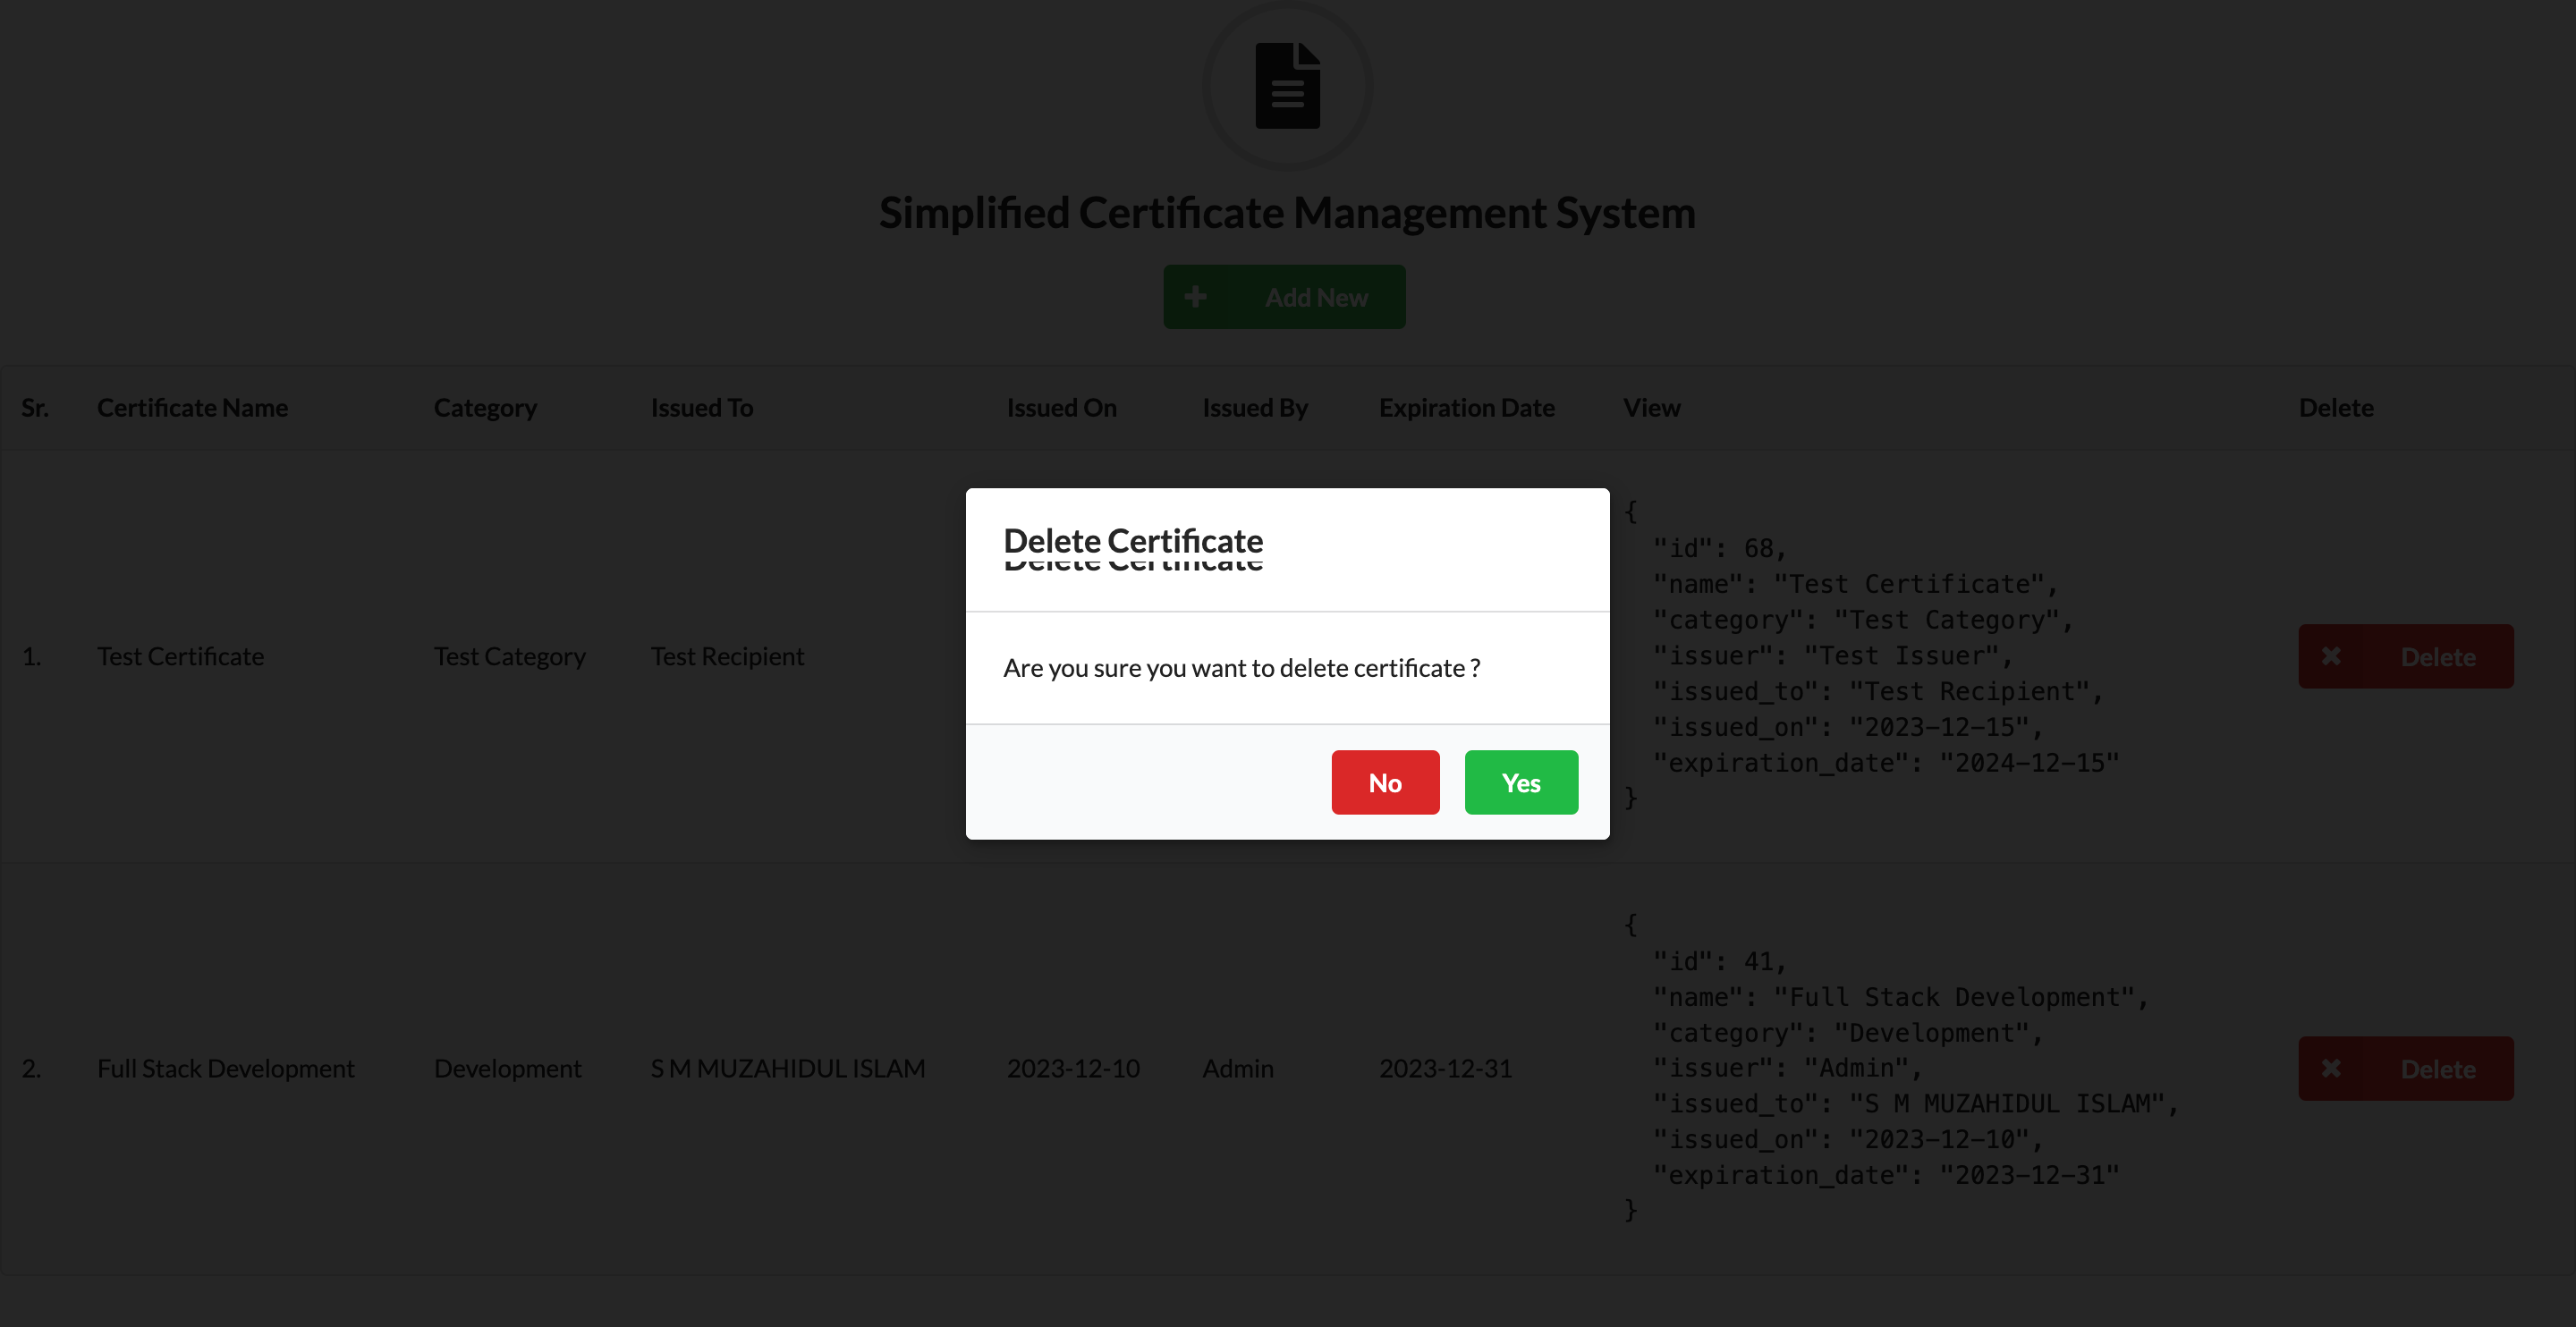 Simplified Certificate Management System
Add New
Sr. Certificate Name Category Issued To Issued On Issued By Expiration Date View Delete
Delete Certificate
Delete Certificate
Are you sure you want to delete certificate ?
No Yes
1. Test Certificate Test Category Test Recipient
{
"id": 68,
"name": "Test Certificate",
"category": "Test Category",
"issuer": "Test Issuer",
"issued_to": "Test Recipient",
"issued_on": "2023-12-15",
"expiration_date": "2024-12-15"
}
Delete
2. Full Stack Development Development S M MUZAHIDUL ISLAM 2023-12-10 Admin 2023-12-31
{
"id": 41,
"name": "Full Stack Development",
"category": "Development",
"issuer": "Admin",
"issued_to": "S M MUZAHIDUL ISLAM",
"issued_on": "2023-12-10",
"expiration_date": "2023-12-31"
}
Delete